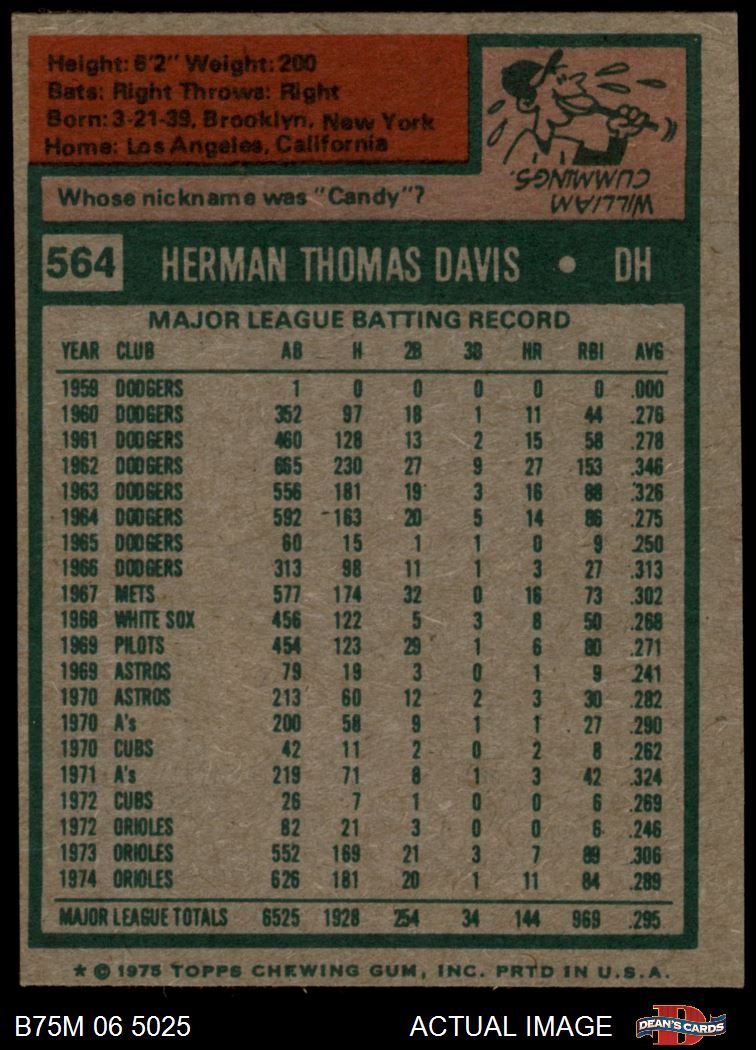 Height: 6'2" Weight: 200
Bats: Right Throws: Right
Born: 3-21-39, Brooklyn, New York
Home: Los Angeles, California
Whose nickname was "Candy"?
WILLIAM
CUMMINGS.
564 HERMAN THOMAS DAVIS • DH
MAJOR LEAGUE BATTING RECORD
YEAR CLUB AB H 2B 3B HR RBI AVG
1959 DODGERS 1 0 0 0 0 0 .000
1960 DODGERS 352 97 18 1 11 44 .276
1961 DODGERS 460 128 13 2 15 58 .278
1962 DODGERS 665 230 27 9 27 153 .346
1963 DODGERS 556 181 19 3 16 88 .326
1964 DODGERS 592 163 20 5 14 86 .275
1965 DODGERS 60 15 1 1 0 9 .250
1966 DODGERS 313 98 11 1 3 27 .313
1967 METS 577 174 32 0 16 73 .302
1968 WHITE SOX 456 122 5 3 8 50 .268
1969 PILOTS 454 123 29 1 6 80 .271
1969 ASTROS 79 19 3 0 1 9 .241
1970 ASTROS 213 60 12 2 3 30 .282
1970 A's 200 58 9 1 1 27 .290
1970 CUBS 42 11 2 0 2 8 .262
1971 A's 219 71 8 1 3 42 .324
1972 CUBS 26 7 1 0 0 6 .269
1972 ORIOLES 82 21 3 0 0 6 .246
1973 ORIOLES 552 169 21 3 7 89 .306
1974 ORIOLES 626 181 20 1 11 84 .289
MAJOR LEAGUE TOTALS 6525 1928 254 34 144 969 .295
* © 1975 TOPPS CHEWING GUM, INC. PRTD IN U.S.A.
B75M 06 5025 ACTUAL IMAGE D DEAN'S CARDS